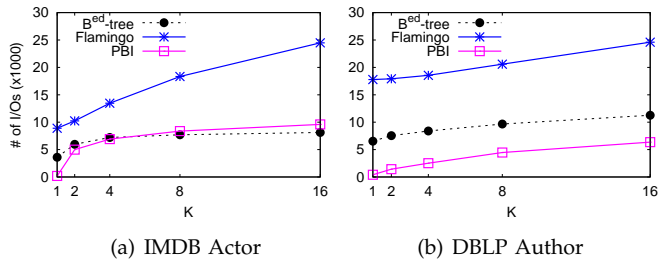 # of I/Os (x1000)
30
25
20
15
10
5
0
B^ed-tree
Flamingo
PBI
1 2 4 8 16
K
(a) IMDB Actor
30
25
20
15
10
5
0
B^ed-tree
Flamingo
PBI
1 2 4 8 16
K
(b) DBLP Author